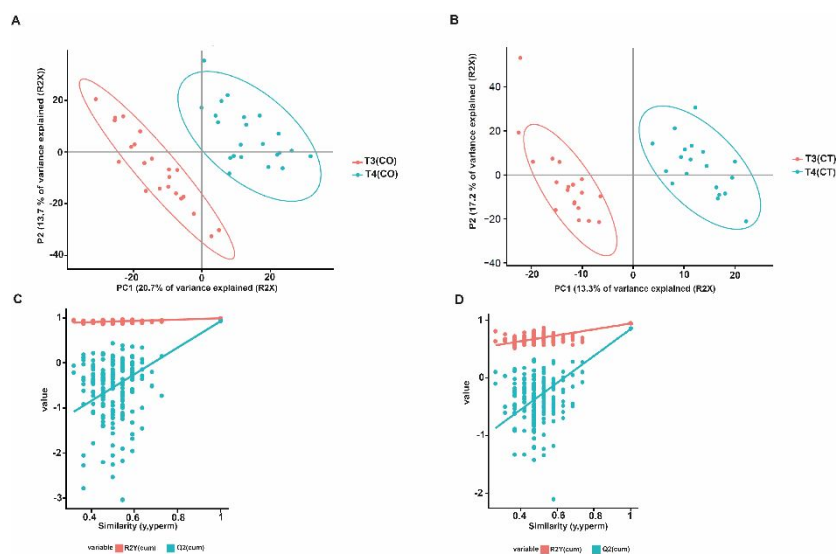 A
B
P2 (13.7 % of variance explained (R2X))
20
0
-20
-40
-20
0
20
PC1 (20.7% of variance explained (R2X)
T3(CO)
T4(CO)
P2 (17.2 % of variance explained (R2X))
60
40
20
0
-20
-40
-20
-10
0
10
20
PC1 (13.3% of variance explained (R2X)
T3(CT)
T4(CT)
C
D
value
1
0
-1
-2
-3
0.4
0.6
0.8
1
Similarity (y,yperm)
variable R2Y(cum) Q2(cum)
value
1
0
-1
-2
0.4
0.6
0.8
1
Similarity (y,yperm)
variable R2Y(cum) Q2(cum)